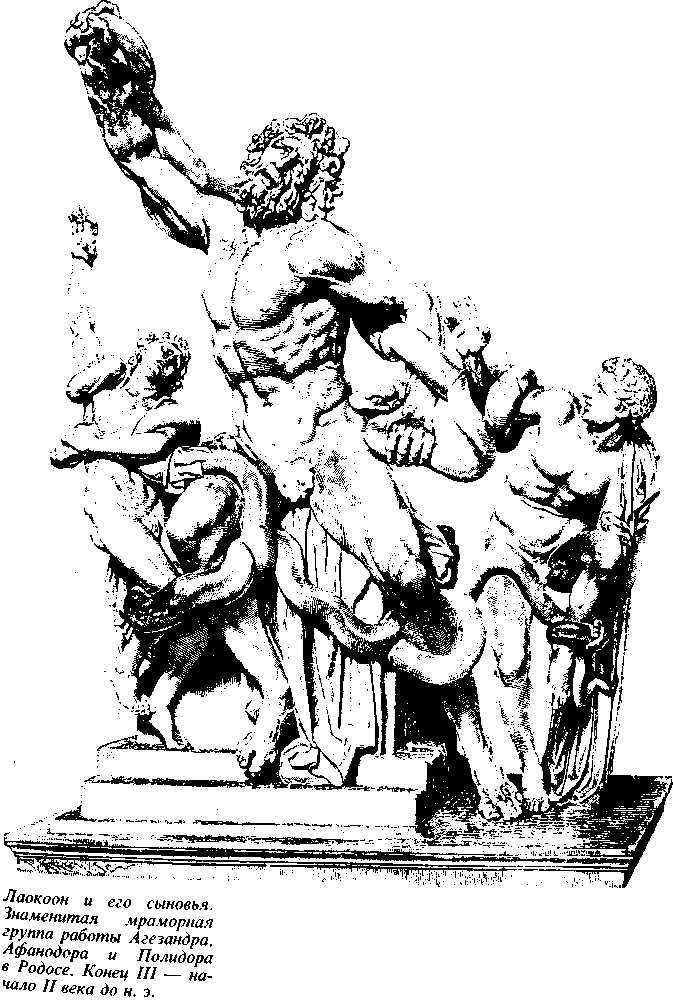 Лаокоон и его сыновья.
Знаменитая мраморная
группа работы Агезандра,
Афанодора и Полидора
в Родосе. Конец III — на-
чало II века до н. э.